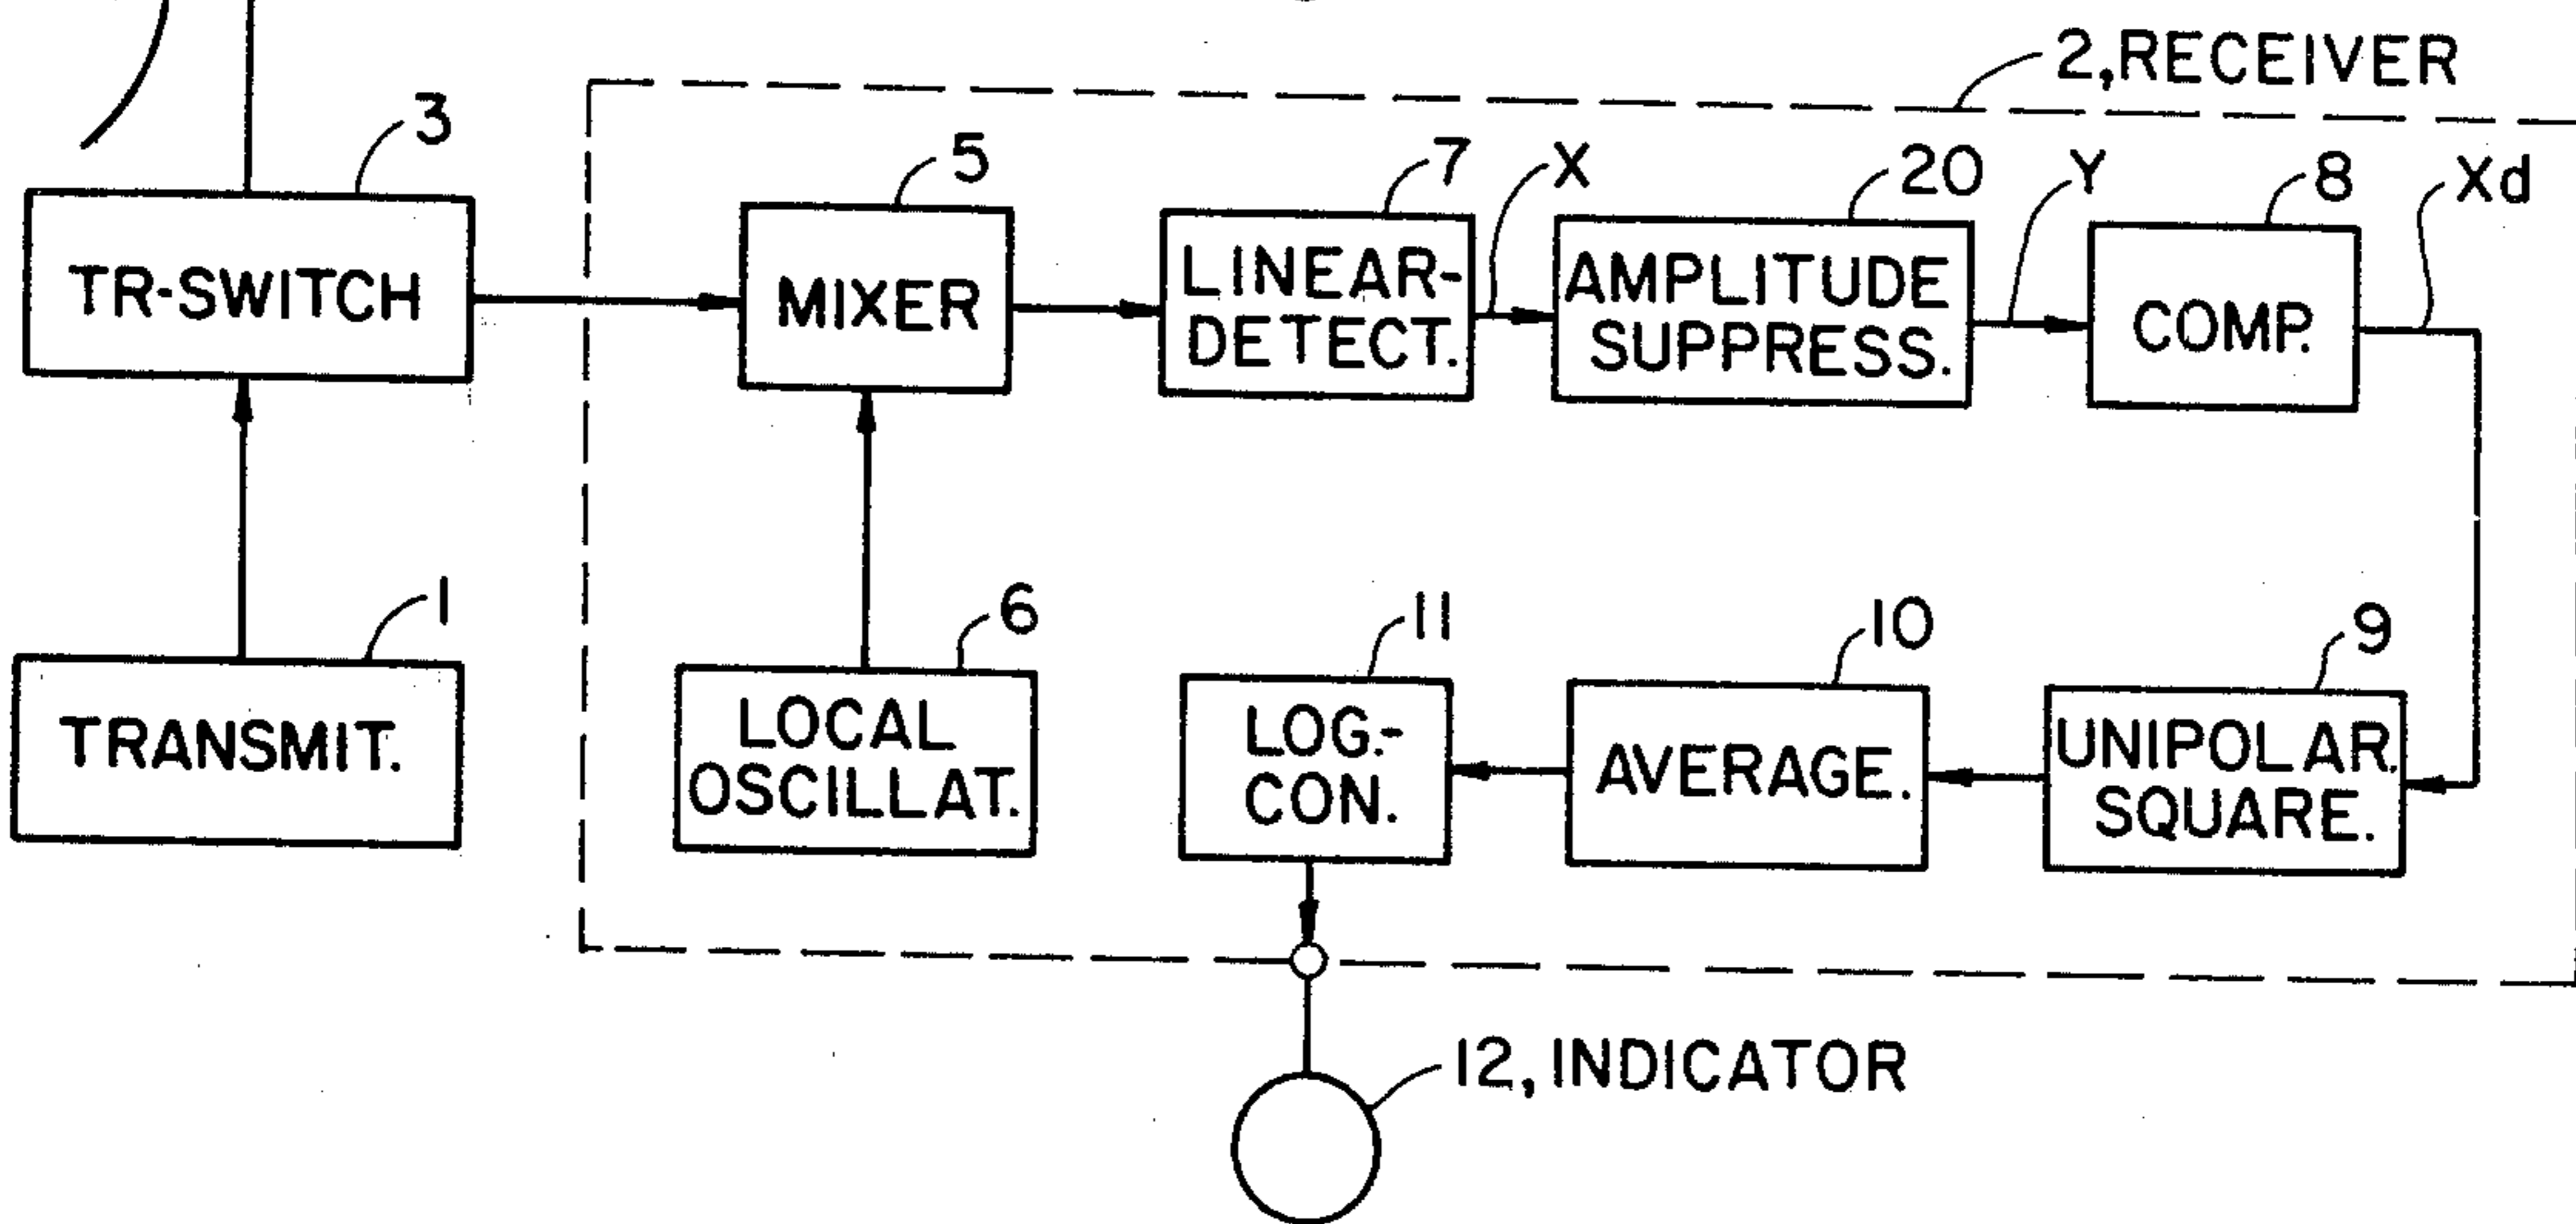 2,RECEIVER
3
5
7
X
20
Y
8
Xd
TR-SWITCH
MIXER
LINEAR-
DETECT.
AMPLITUDE
SUPPRESS.
COMP.
1
6
11
10
9
TRANSMIT.
LOCAL
OSCILLAT.
LOG.-
CON.
AVERAGE.
UNIPOLAR.
SQUARE.
12,INDICATOR